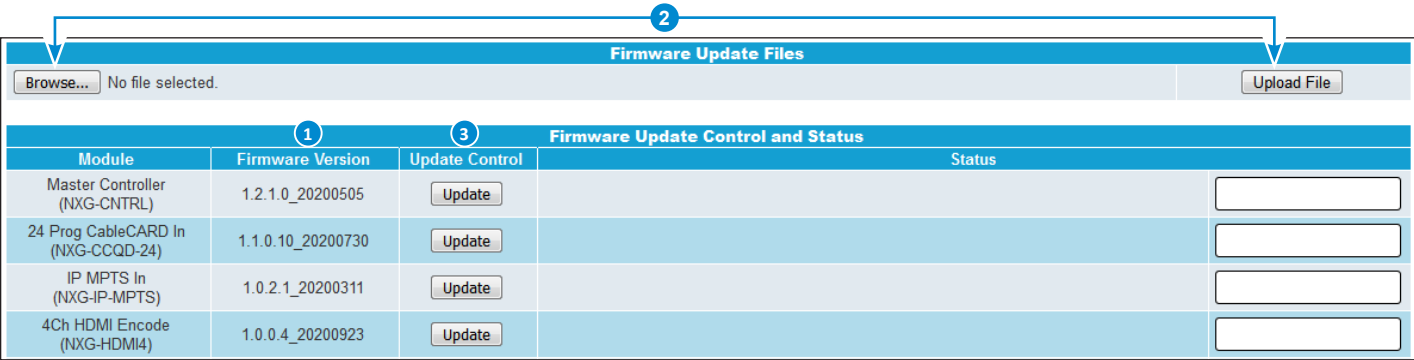 2
Firmware Update Files
Browse... No file selected. Upload File
1 3 Firmware Update Control and Status
Module Firmware Version Update Control Status
Master Controller
(NXG-CNTRL) 1.2.1.0_20200505 Update
24 Prog CableCARD In
(NXG-CCQD-24) 1.1.0.10_20200730 Update
IP MPTS In
(NXG-IP-MPTS) 1.0.2.1_20200311 Update
4Ch HDMI Encode
(NXG-HDMI4) 1.0.0.4_20200923 Update